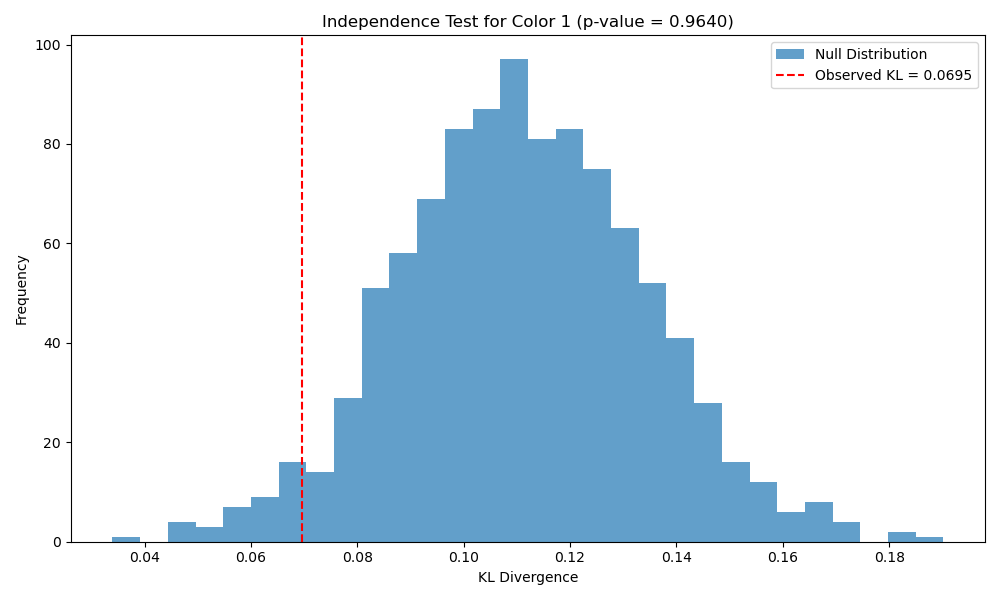 Independence Test for Color 1 (p-value = 0.9640)
Null Distribution
Observed KL = 0.0695
Frequency
100
80
60
40
20
0
0.04 0.06 0.08 0.10 0.12 0.14 0.16 0.18
KL Divergence